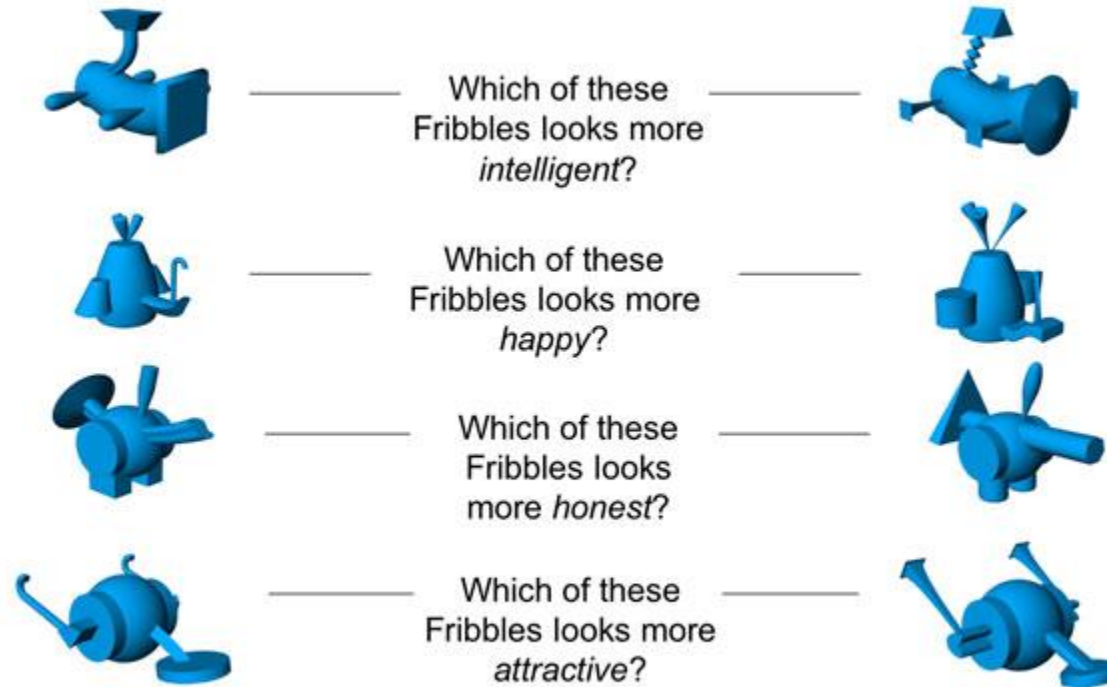 Which of these
Fribbles looks more
intelligent?
Which of these
Fribbles looks more
happy?
Which of these
Fribbles looks
more honest?
Which of these
Fribbles looks more
attractive?